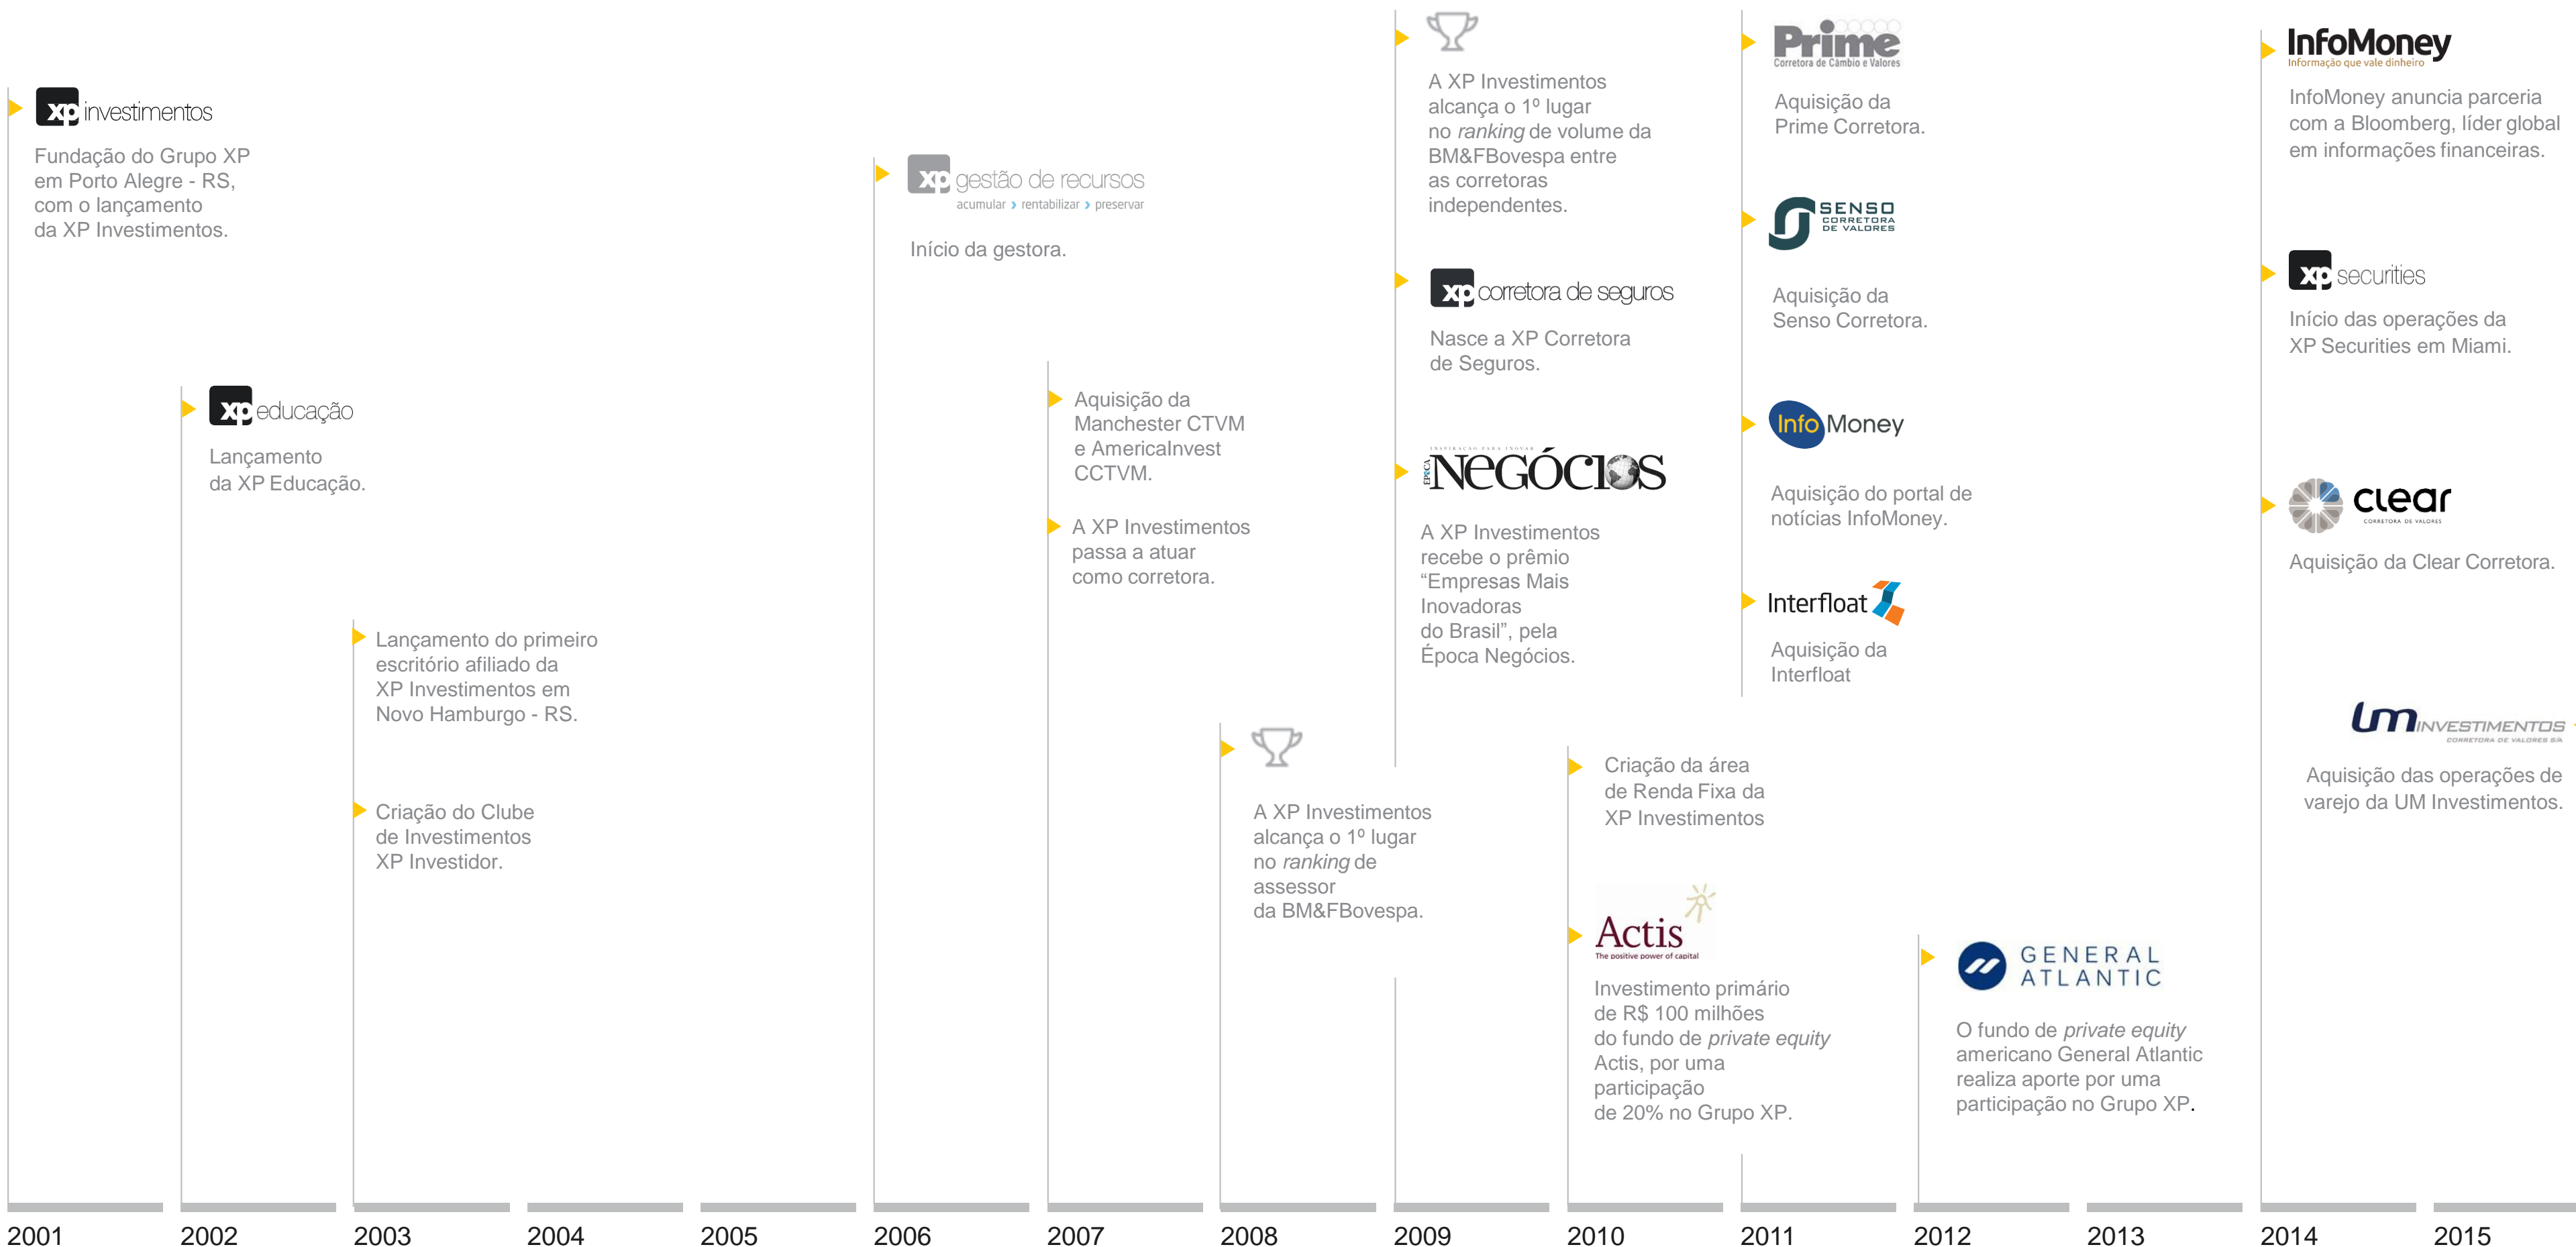 xp investimentos
Fundação do Grupo XP
em Porto Alegre - RS,
com o lançamento
da XP Investimentos.
xp educação
Lançamento
da XP Educação.
Lançamento do primeiro
escritório afiliado da
XP Investimentos em
Novo Hamburgo - RS.
Criação do Clube
de Investimentos
XP Investidor.
xp gestão de recursos
acumular › rentabilizar › preservar
Início da gestora.
Aquisição da
Manchester CTVM
e AmericaInvest
CCTVM.
A XP Investimentos
passa a atuar
como corretora.
A XP Investimentos
alcança o 1º lugar
no ranking de
assessor
da BM&FBovespa.
A XP Investimentos
alcança o 1º lugar
no ranking de volume da
BM&FBovespa entre
as corretoras
independentes.
xp corretora de seguros
Nasce a XP Corretora
de Seguros.
INSPIRAÇÃO PARA INOVAR
ÉPOCA NEGÓCIOS
A XP Investimentos
recebe o prêmio
“Empresas Mais
Inovadoras
do Brasil”, pela
Época Negócios.
Criação da área
de Renda Fixa da
XP Investimentos
Actis
The positive power of capital
Investimento primário
de R$ 100 milhões
do fundo de private equity
Actis, por uma
participação
de 20% no Grupo XP.
Prime
Corretora de Câmbio e Valores
Aquisição da
Prime Corretora.
SENSO
CORRETORA
DE VALORES
Aquisição da
Senso Corretora.
InfoMoney
Aquisição do portal de
notícias InfoMoney.
Interfloat
Aquisição da
Interfloat
GENERAL
ATLANTIC
O fundo de private equity
americano General Atlantic
realiza aporte por uma
participação no Grupo XP.
InfoMoney
Informação que vale dinheiro
InfoMoney anuncia parceria
com a Bloomberg, líder global
em informações financeiras.
xp securities
Início das operações da
XP Securities em Miami.
clear
CORRETORA DE VALORES
Aquisição da Clear Corretora.
um INVESTIMENTOS
CORRETORA DE VALORES S/A
Aquisição das operações de
varejo da UM Investimentos.
2001 2002 2003 2004 2005 2006 2007 2008 2009 2010 2011 2012 2013 2014 2015